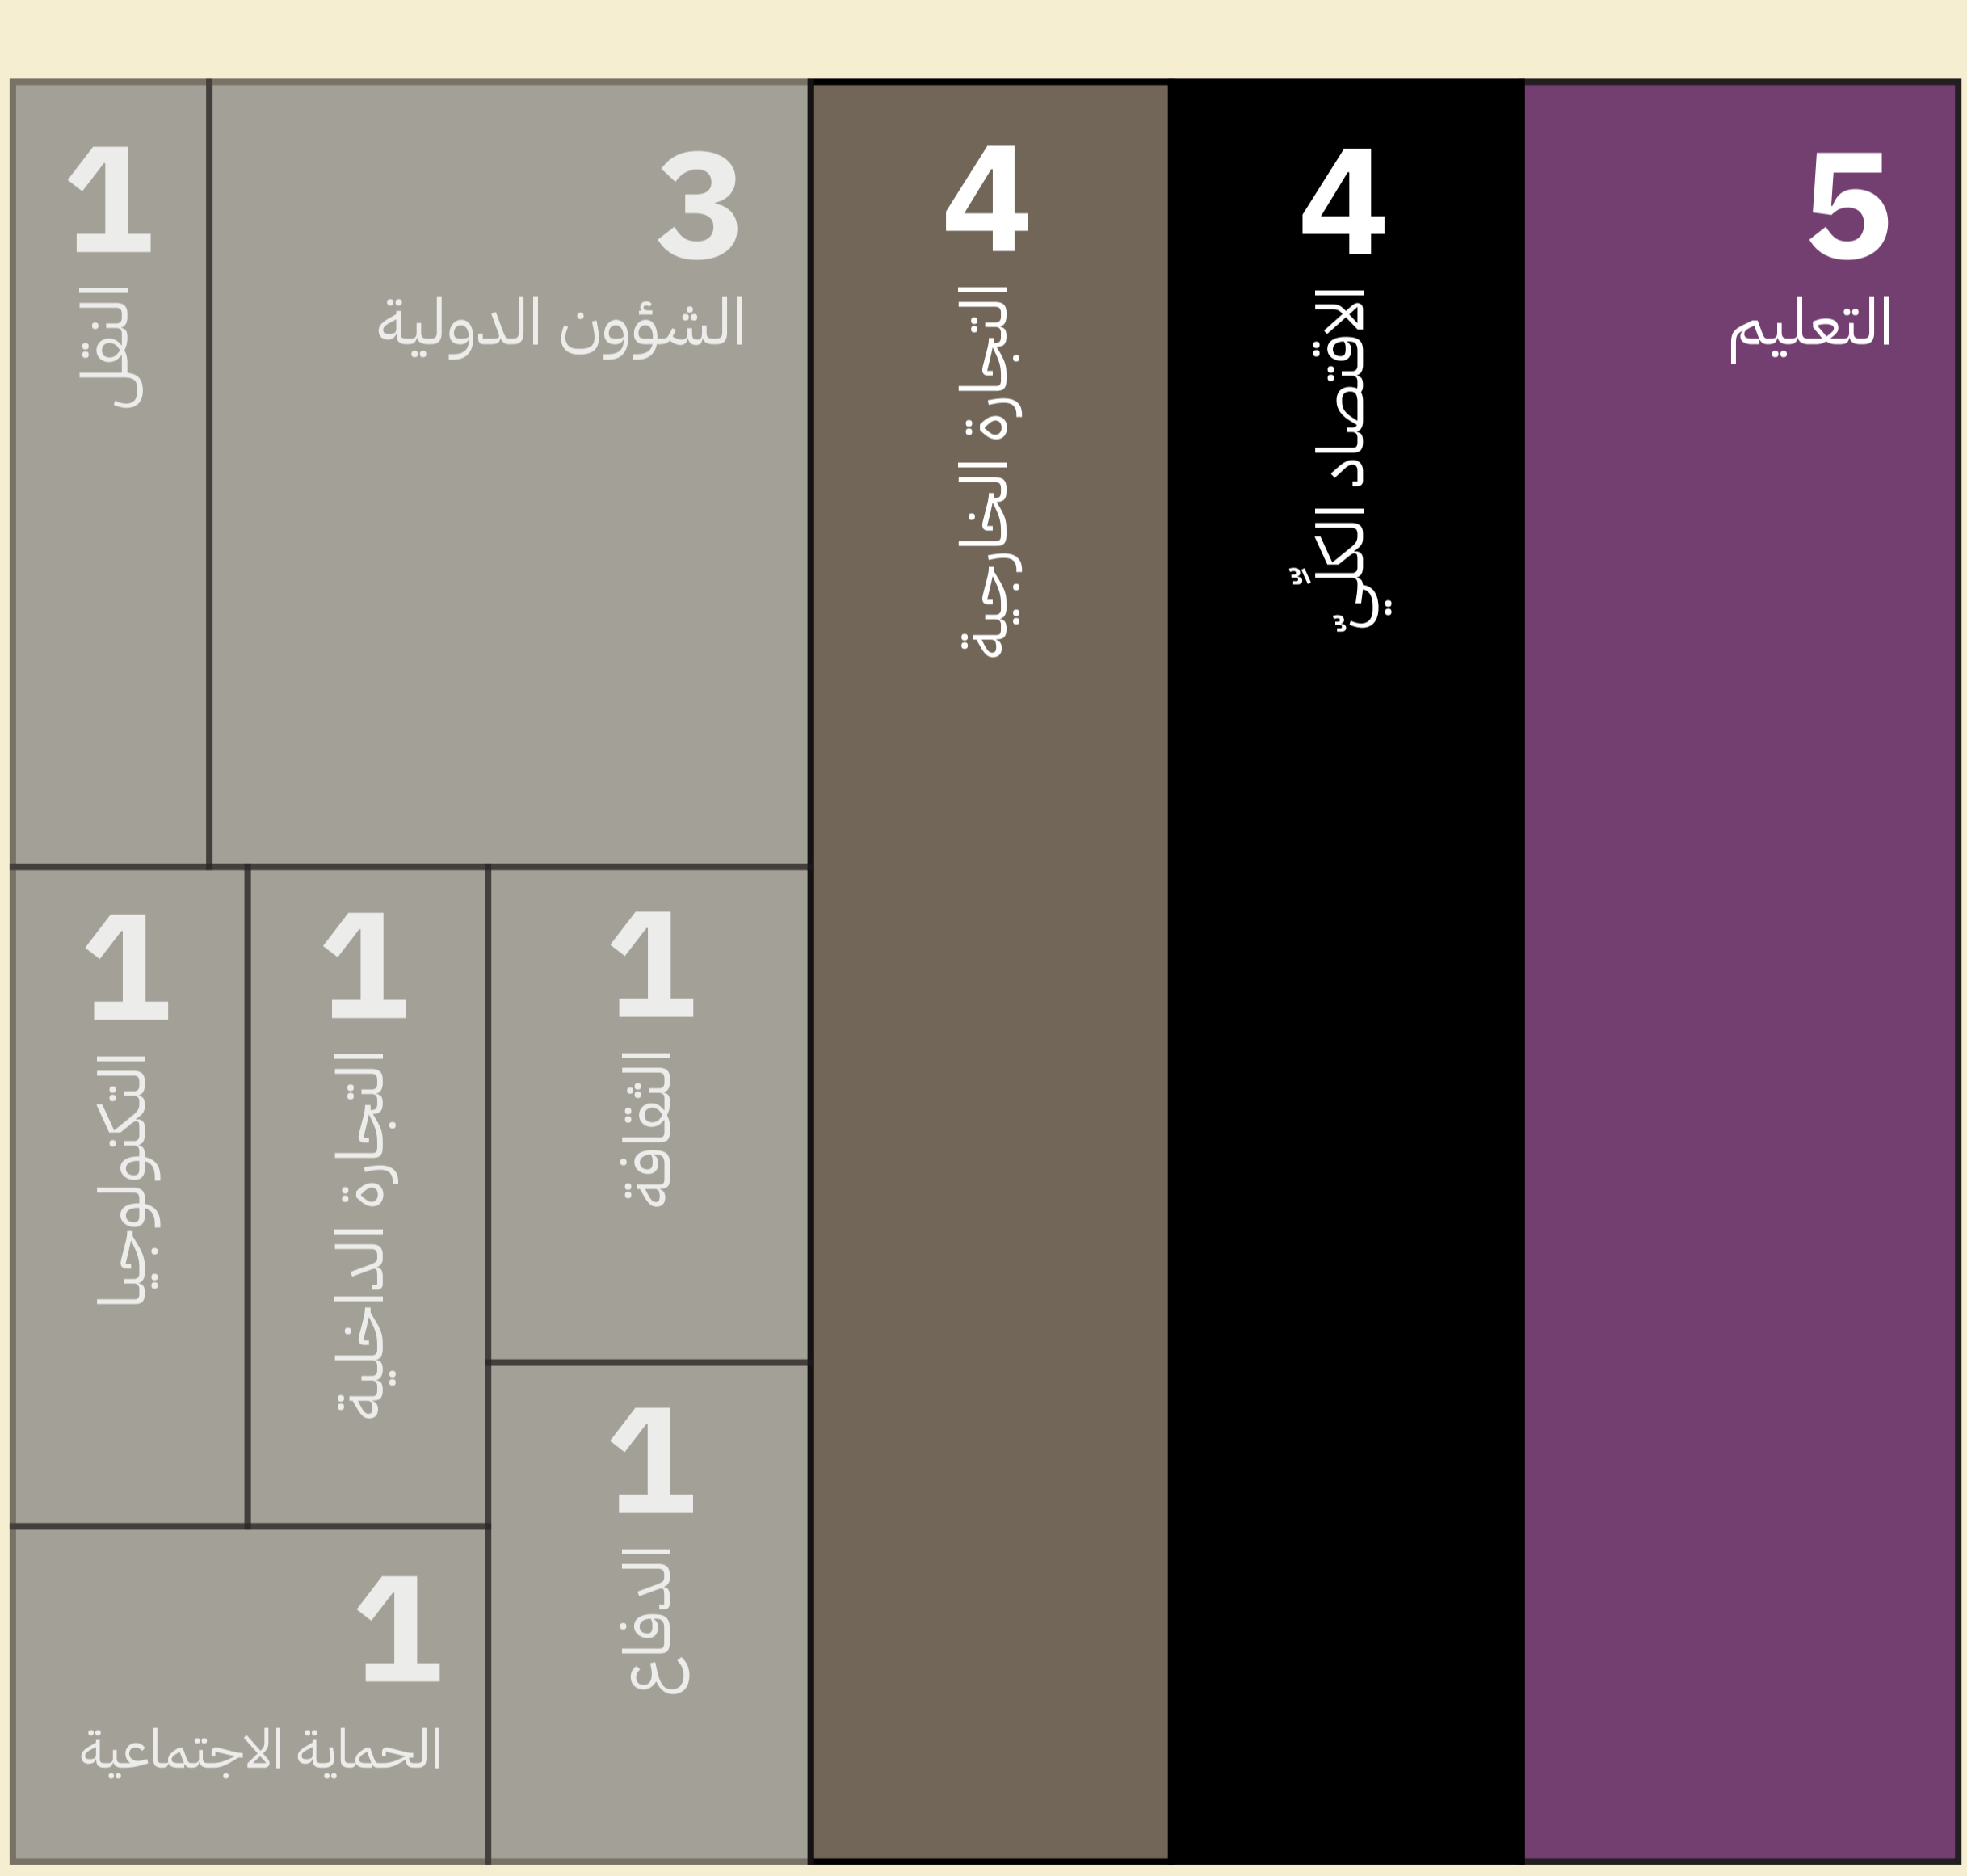 5
التعليم
4
الاقتصاد الكلّيّ
4
التجارة الخارجية
3
الشؤون الدولية
1
النقل
1
الثقافة
1
التجارة الداخلية
1
التكنولوجيا
1
الدفاع
1
الحماية الاجتماعية